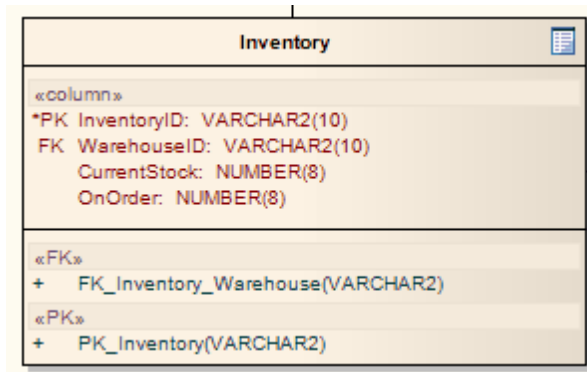 Inventory
«column»
*PK InventoryID: VARCHAR2(10)
FK WarehouseID: VARCHAR2(10)
CurrentStock: NUMBER(8)
OnOrder: NUMBER(8)
«FK»
+ FK_Inventory_Warehouse(VARCHAR2)
«PK»
+ PK_Inventory(VARCHAR2)